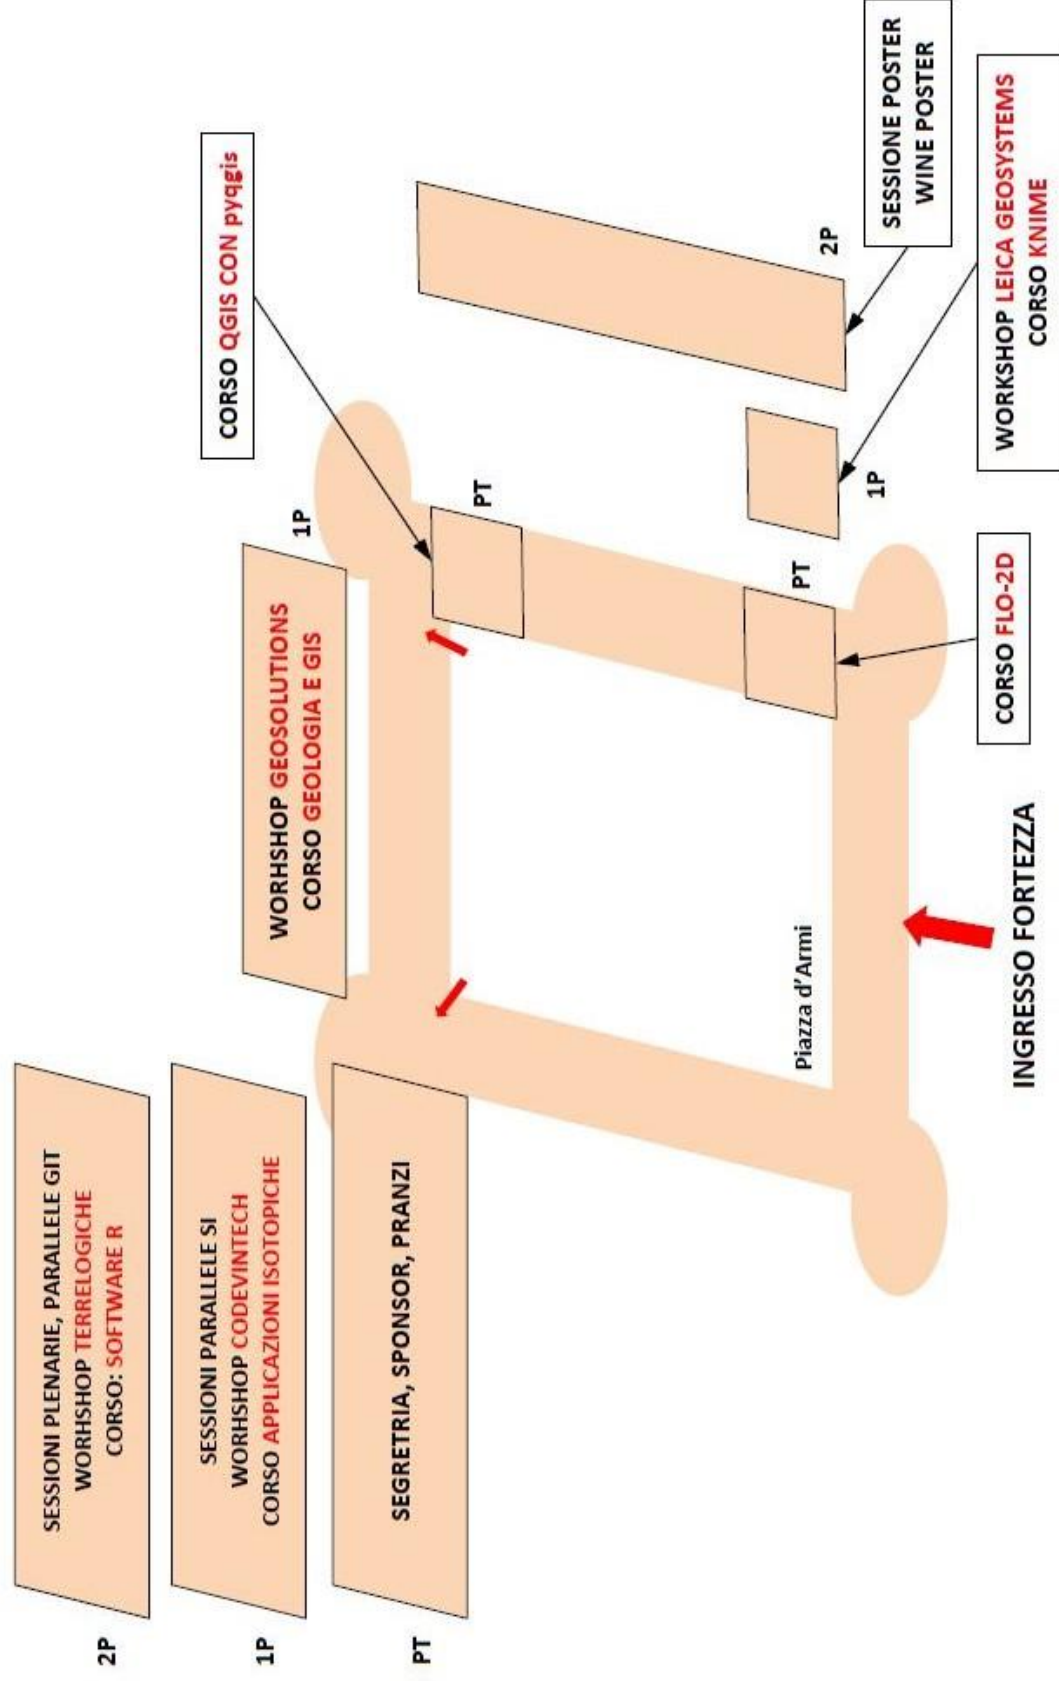 2P
SESSIONI PLENARIE, PARALLELE GIT
WORHSHOP TERRELOGICHE
CORSO: SOFTWARE R
1P
SESSIONI PARALLELE SI
WORHSHOP CODEVINTECH
CORSO APPLICAZIONI ISOTOPICHE
PT
SEGRETRIA, SPONSOR, PRANZI
WORHSHOP GEOSOLUTIONS
CORSO GEOLOGIA E GIS
1P
CORSO QGIS CON pyqgis
PT
2P
SESSIONE POSTER
WINE POSTER
1P
WORKSHOP LEICA GEOSYSTEMS
CORSO KNIME
PT
CORSO FLO-2D
Piazza d'Armi
INGRESSO FORTEZZA